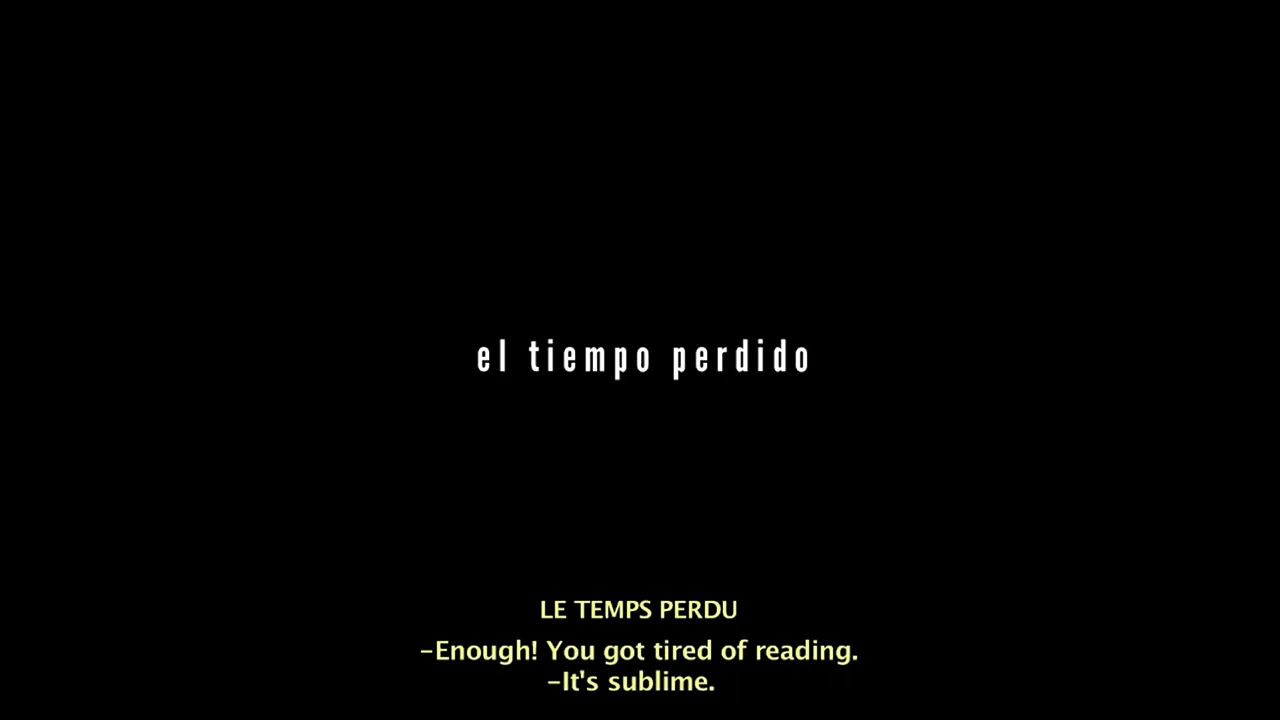 el tiempo perdido
LE TEMPS PERDU
-Enough! You got tired of reading.
-It's sublime.